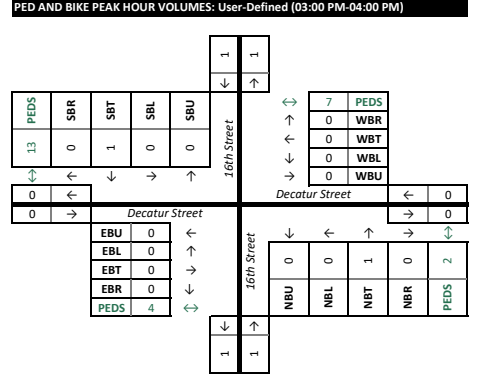 PED AND BIKE PEAK HOUR VOLUMES: User-Defined (03:00 PM-04:00 PM)
1 1
↓ ↑
PEDS SBR SBT SBL SBU
13 0 1 0 0
↕ ← ↓ → ↑
16th Street
↔ 7 PEDS
↑ 0 WBR
← 0 WBT
↓ 0 WBL
→ 0 WBU
0 ←
0 →
Decatur Street
← 0
→ 0
Decatur Street
EBU 0 ←
EBL 0 ↑
EBT 0 →
EBR 0 ↓
PEDS 4 ↔
16th Street
↓ ← ↑ → ↕
0 0 1 0 2
NBU NBL NBT NBR PEDS
↓ ↑
1 1